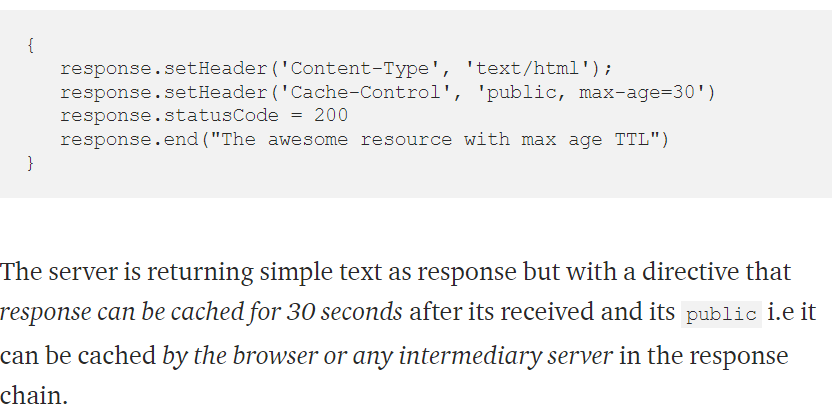 {
response.setHeader('Content-Type', 'text/html');
response.setHeader('Cache-Control', 'public, max-age=30')
response.statusCode = 200
response.end("The awesome resource with max age TTL")
}
The server is returning simple text as response but with a directive that
response can be cached for 30 seconds after its received and its public i.e it
can be cached by the browser or any intermediary server in the response
chain.